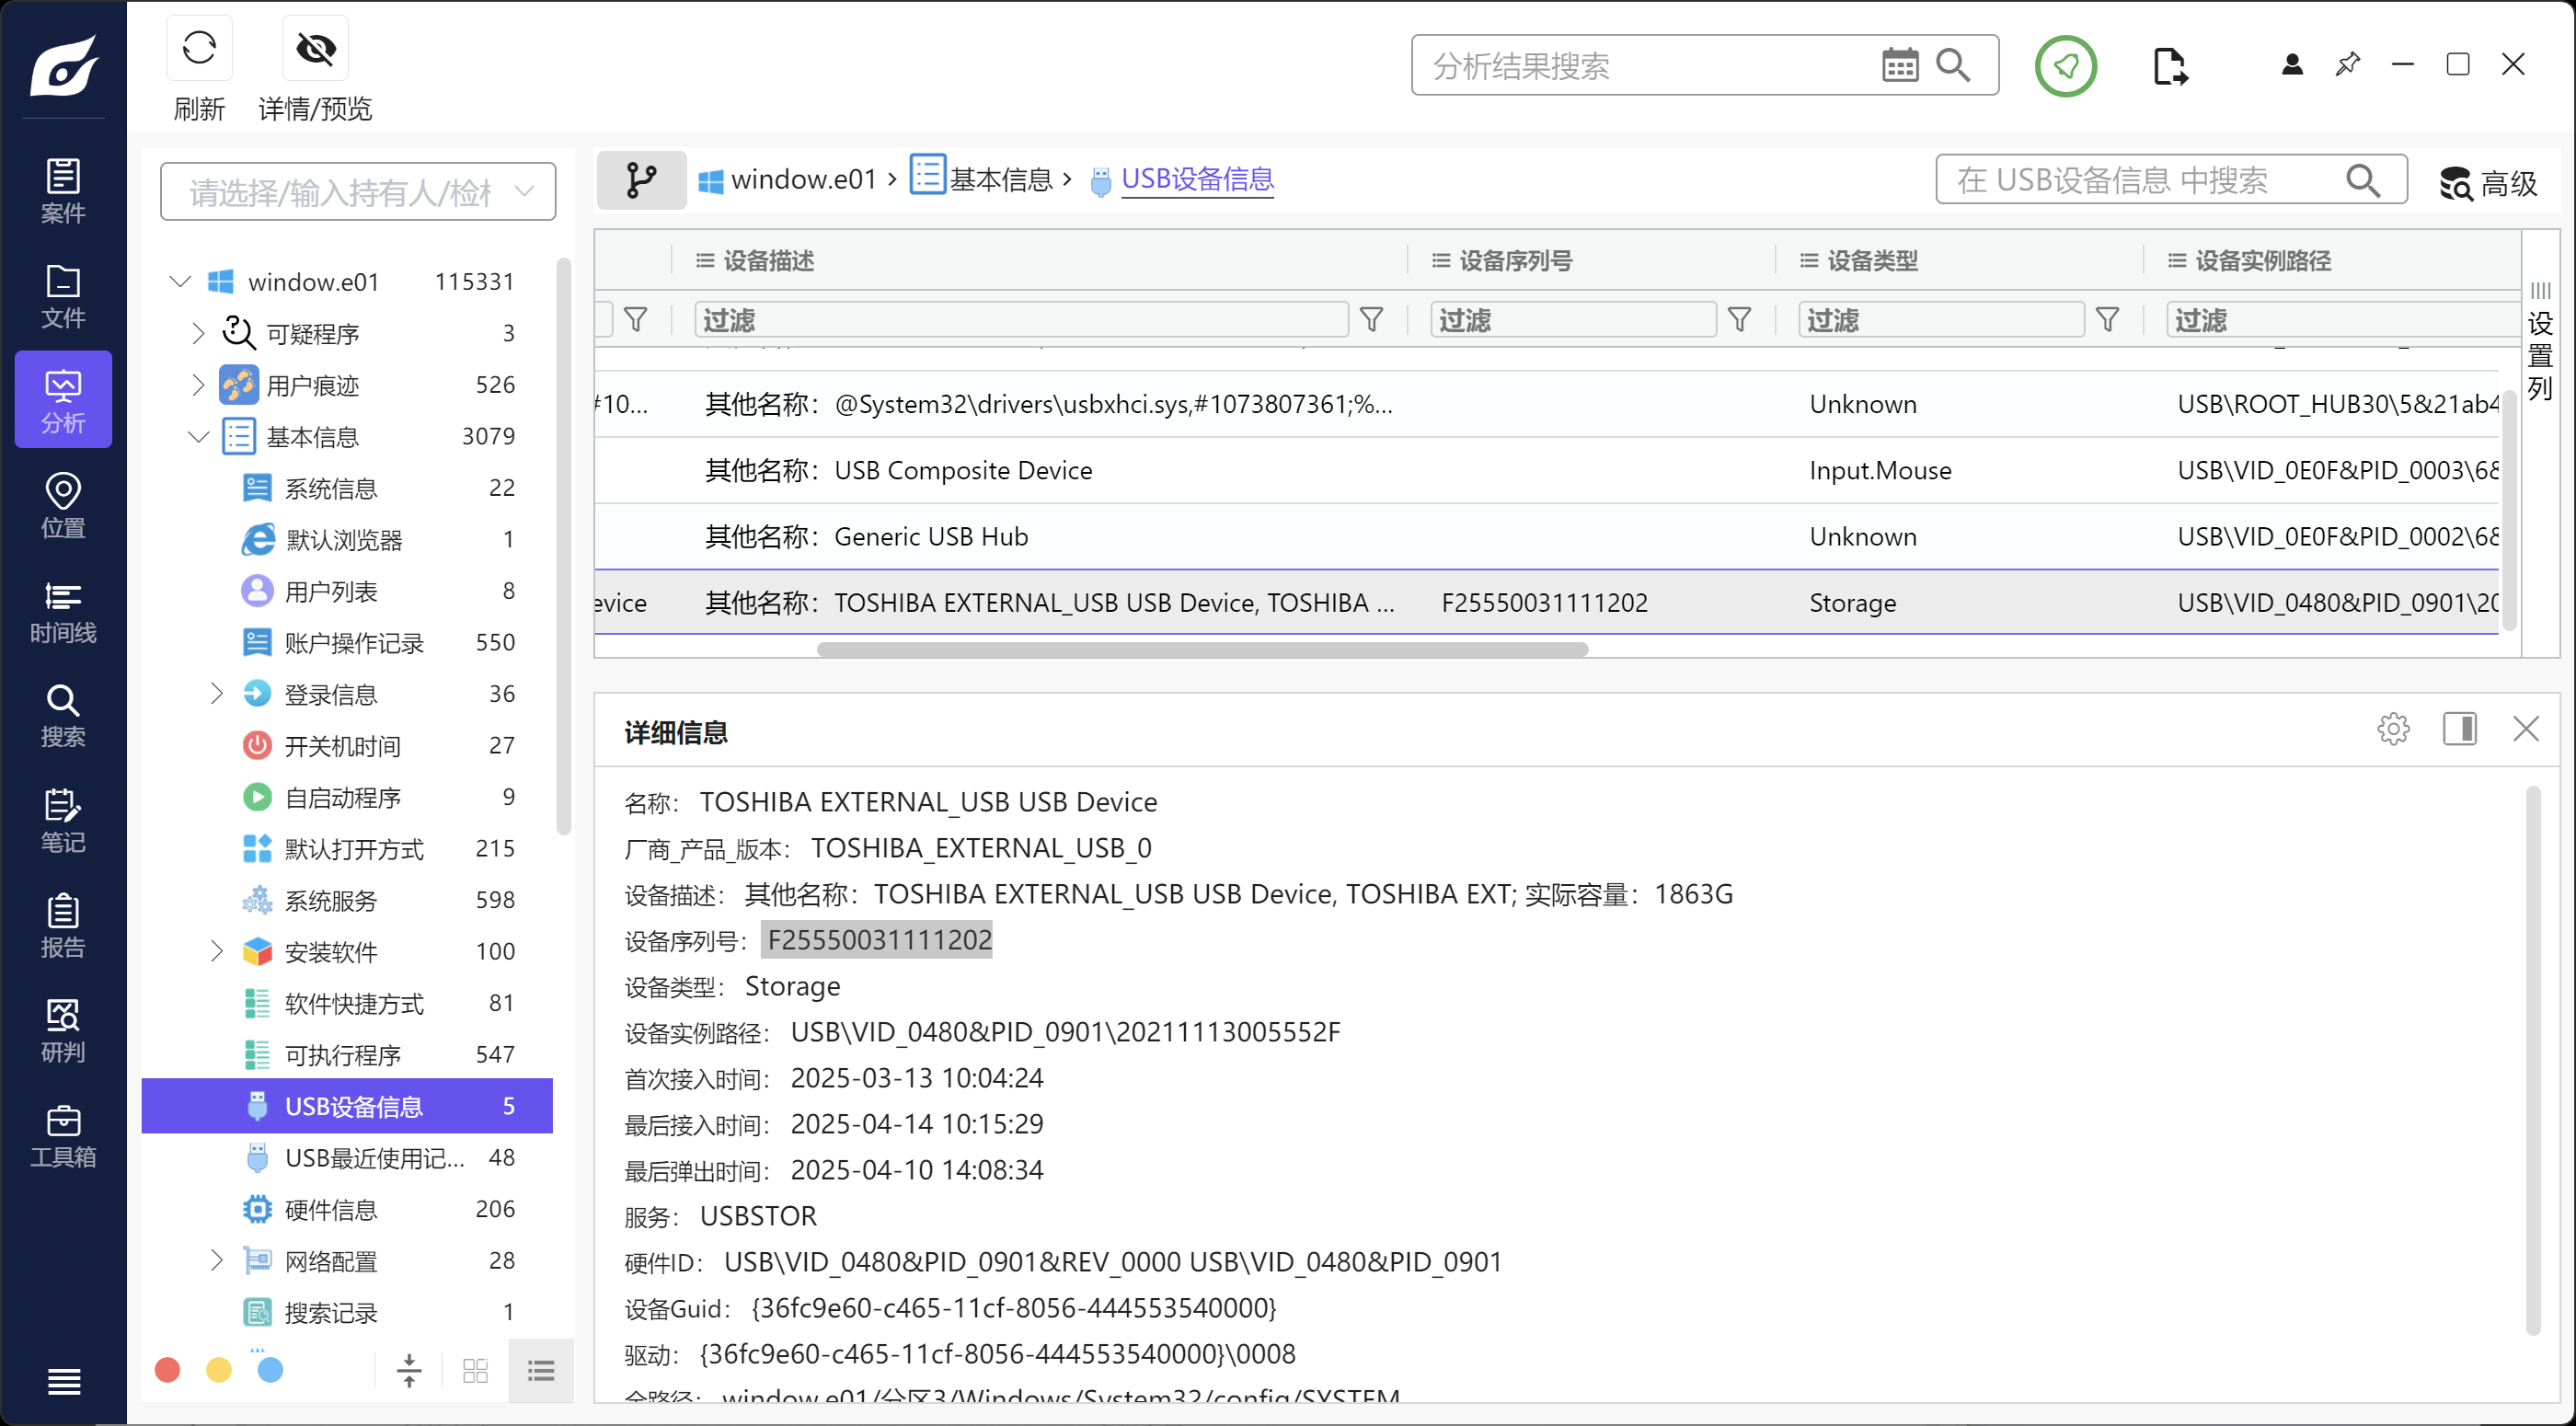 刷新
详情/预览
分析结果搜索
案件
文件
分析
位置
时间线
搜索
笔记
报告
研判
工具箱
请选择/输入持有人/检材
window.e01 115331
可疑程序 3
用户痕迹 526
基本信息 3079
系统信息 22
默认浏览器 1
用户列表 8
账户操作记录 550
登录信息 36
开关机时间 27
自启动程序 9
默认打开方式 215
系统服务 598
安装软件 100
软件快捷方式 81
可执行程序 547
USB设备信息 5
USB最近使用记... 48
硬件信息 206
网络配置 28
搜索记录 1
window.e01 › 基本信息 › USB设备信息
在 USB设备信息 中搜索
高级
设备描述 设备序列号 设备类型 设备实例路径
过滤 过滤 过滤 过滤
设置列
#10... 其他名称：@System32\drivers\usbxhci.sys,#1073807361;%... Unknown USB\ROOT_HUB30\5&21ab4
其他名称：USB Composite Device Input.Mouse USB\VID_0E0F&PID_0003\6&
其他名称：Generic USB Hub Unknown USB\VID_0E0F&PID_0002\6&
evice 其他名称：TOSHIBA EXTERNAL_USB USB Device, TOSHIBA ... F25550031111202 Storage USB\VID_0480&PID_0901\20
详细信息
名称： TOSHIBA EXTERNAL_USB USB Device
厂商_产品_版本： TOSHIBA_EXTERNAL_USB_0
设备描述： 其他名称：TOSHIBA EXTERNAL_USB USB Device, TOSHIBA EXT; 实际容量：1863G
设备序列号： F25550031111202
设备类型： Storage
设备实例路径： USB\VID_0480&PID_0901\20211113005552F
首次接入时间： 2025-03-13 10:04:24
最后接入时间： 2025-04-14 10:15:29
最后弹出时间： 2025-04-10 14:08:34
服务： USBSTOR
硬件ID： USB\VID_0480&PID_0901&REV_0000 USB\VID_0480&PID_0901
设备Guid： {36fc9e60-c465-11cf-8056-444553540000}
驱动： {36fc9e60-c465-11cf-8056-444553540000}\0008
全路径： window.e01/分区3/Windows/System32/config/SYSTEM